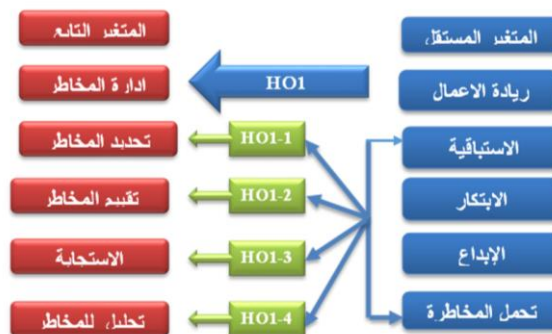 المتغير المستقل
المتغير التابع
ريادة الاعمال
HO1
ادارة المخاطر
الاستباقية
HO1-1
تحديد المخاطر
الابتكار
HO1-2
تقييم المخاطر
الإبداع
HO1-3
الاستجابة
تحمل المخاطرة
HO1-4
تحليل للمخاطر